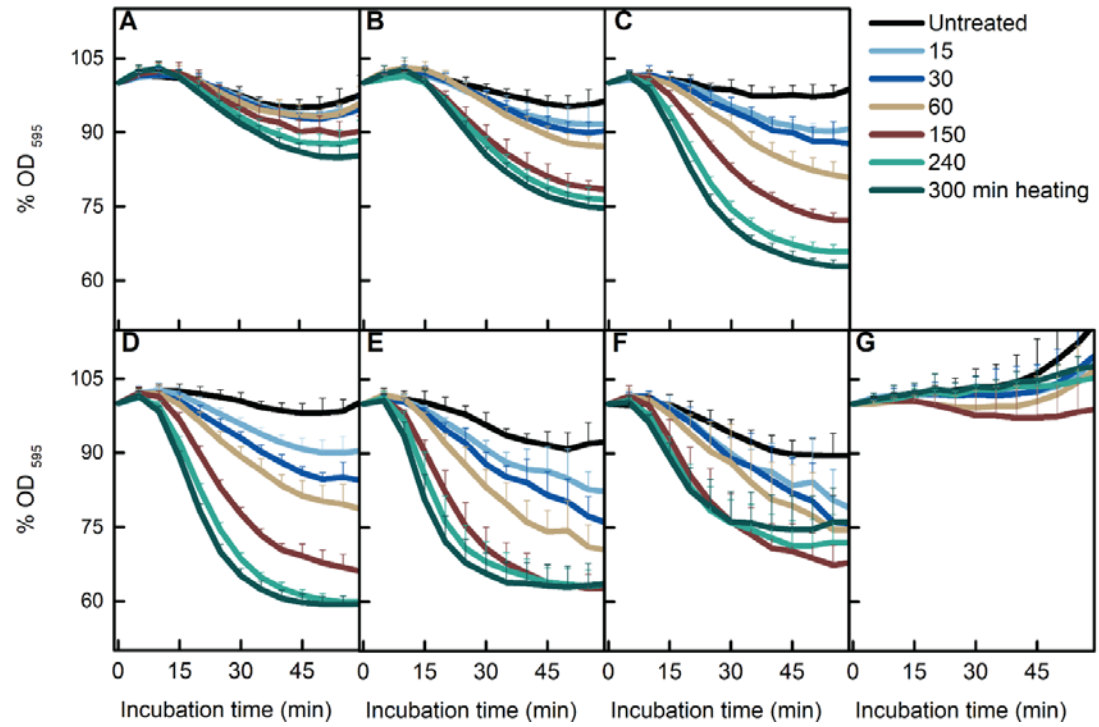 A
B
C
Untreated
15
30
60
150
240
300 min heating
105
90
75
60
% OD 595
D
E
F
G
105
90
75
60
% OD 595
0 15 30 45 0 15 30 45 0 15 30 45 0 15 30 45
Incubation time (min) Incubation time (min) Incubation time (min) Incubation time (min)